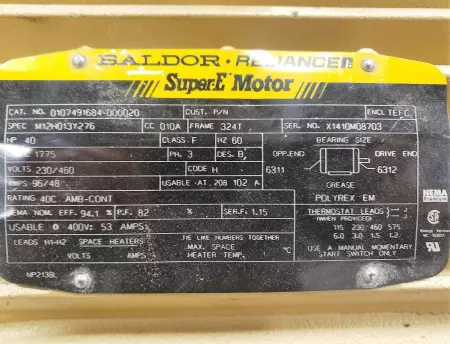 BALDOR · RELIANCE
Super-E Motor
CAT. NO. 0107491684-000020 CUST. P/N ENCL TEFC
SPEC M12H013Y276 CC 010A FRAME 324T SER. NO. X1410M08703
HP 40 CLASS F HZ 60 BEARING SIZE
1775 PH. 3 DES. B OPP.END DRIVE END
VOLTS 230/460 CODE H 6311 6312
AMPS 96/48 USABLE AT 208 102 A GREASE
RATING 40C AMB-CONT POLYREX EM NEMA
NEMA NOM. EFF. 94.1 % P.F. 82 % SER.F. 1.15 THERMOSTAT LEADS
USABLE @ 400V: 53 AMPS (WHEN PROVIDED)
TIE LIKE NUMBERS TOGETHER 115 230 460 575
LEADS H1-H2 SPACE HEATERS MAX. SPACE °C 6.0 3.0 1.5 1.2
VOLTS AMPS HEATER TEMP. USE A MANUAL MOMENTARY
START SWITCH ONLY
NP2138L